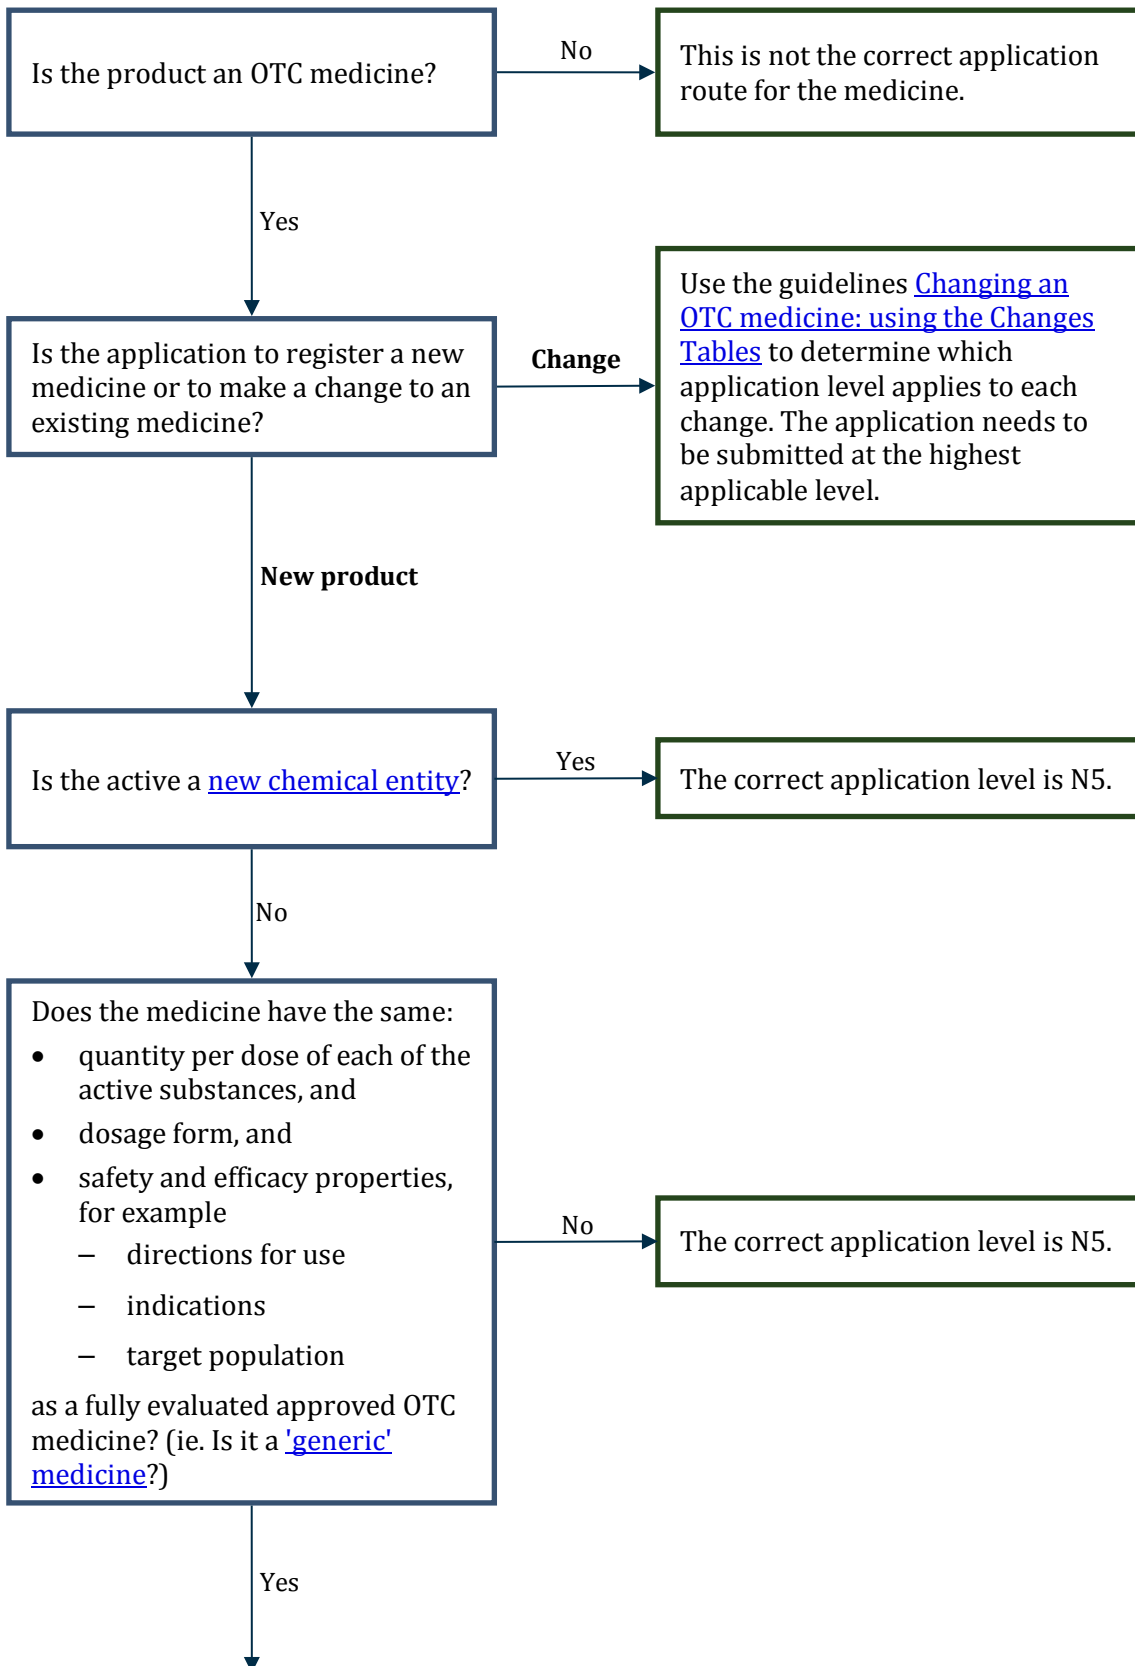 Is the product an OTC medicine?
No
This is not the correct application
route for the medicine.
Yes
Is the application to register a new
medicine or to make a change to an
existing medicine?
Change
Use the guidelines Changing an
OTC medicine: using the Changes
Tables to determine which
application level applies to each
change. The application needs to
be submitted at the highest
applicable level.
New product
Is the active a new chemical entity?
Yes
The correct application level is N5.
No
Does the medicine have the same:
• quantity per dose of each of the
active substances, and
• dosage form, and
• safety and efficacy properties,
for example
– directions for use
– indications
– target population
as a fully evaluated approved OTC
medicine? (ie. Is it a 'generic'
medicine?)
No
The correct application level is N5.
Yes